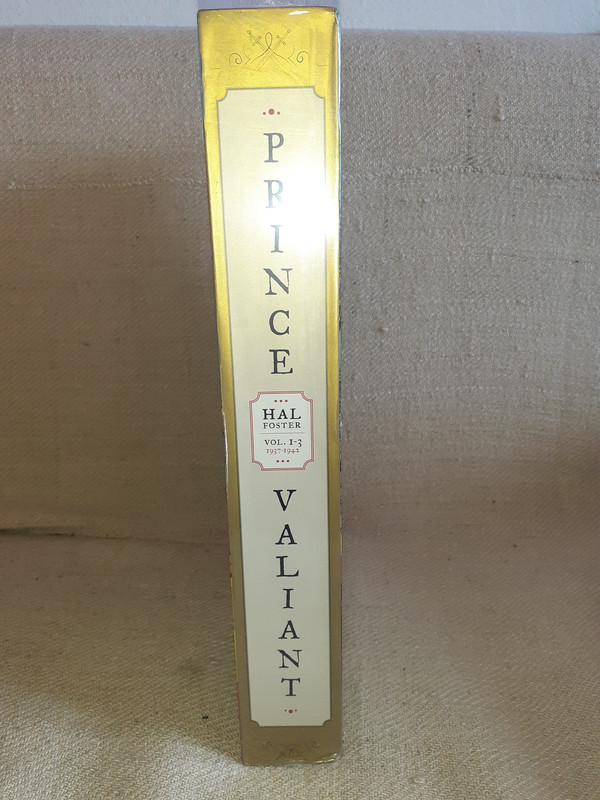 PRINCE
HAL
FOSTER
VOL. 1-3
1937-1942
VALIANT